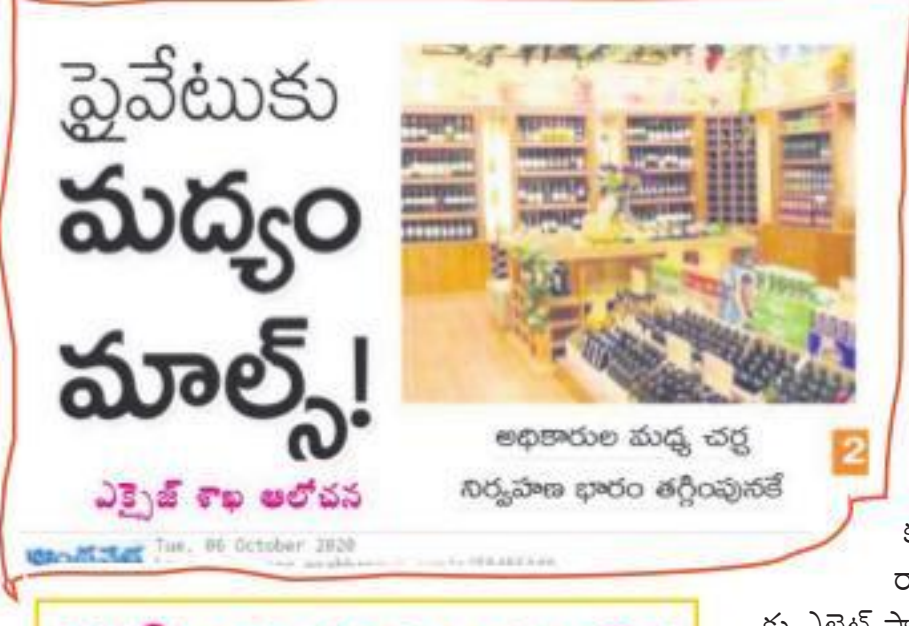 ప్రైవేటుకు
మద్యం
మాల్స్!
ఎక్సైజ్ శాఖ ఆలోచన
అధికారుల మధ్య చర్చ
నిర్వహణ భారం తగ్గింపునకే
2
Tue, 06 October 2020